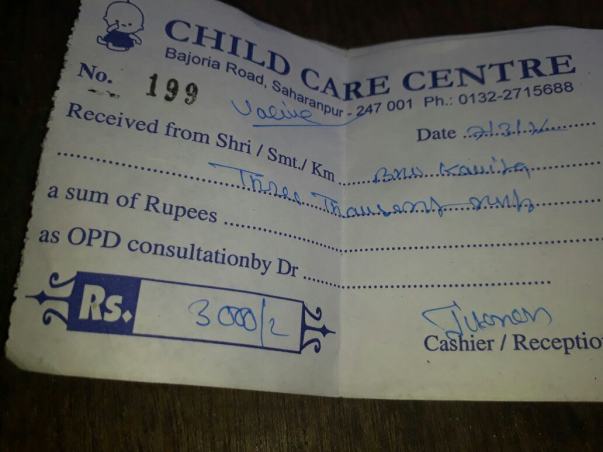 CHILD CARE CENTRE
Bajoria Road, Saharanpur - 247 001 Ph.: 0132-2715688
No. 199
Date
Received from Shri / Smt./ Km Kavita
Three Thousand
a sum of Rupees
as OPD consultationby Dr
Rs. 3000/
Cashier / Receptio